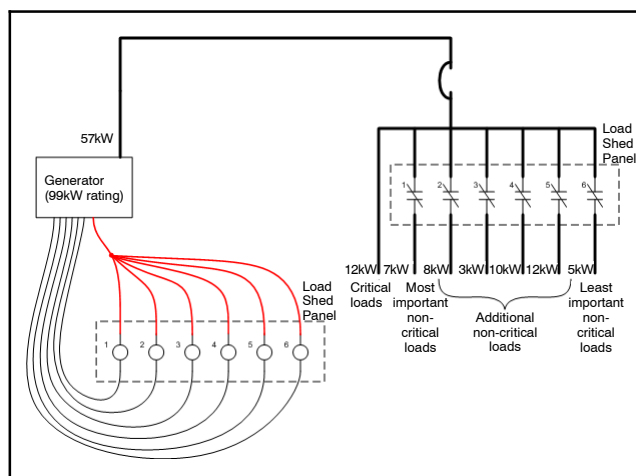 57kW
Generator
(99kW rating)
Load
Shed
Panel
1 2 3 4 5 6
12kW 7kW 8kW 3kW 10kW 12kW 5kW
Critical
loads
Most
important
non-
critical
loads
Additional
non-critical
loads
Least
important
non-
critical
loads
Load
Shed
Panel
1 2 3 4 5 6